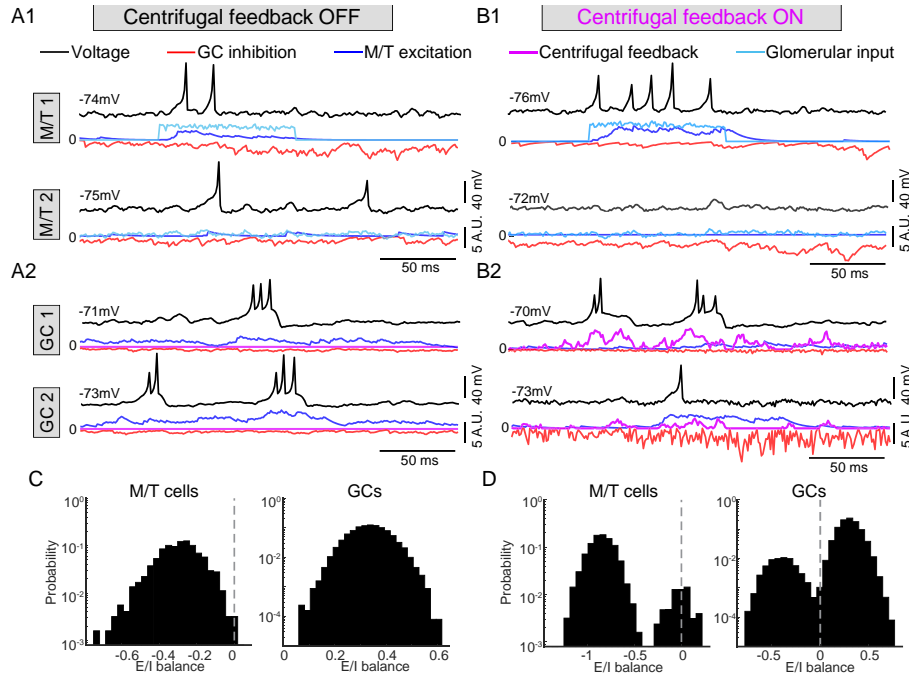 A1
Centrifugal feedback OFF
B1
Centrifugal feedback ON
Voltage
GC inhibition
M/T excitation
Centrifugal feedback
Glomerular input
M/T 1
-74mV
0
-76mV
0
M/T 2
-75mV
0
-72mV
0
40 mV
5 A.U.
40 mV
5 A.U.
50 ms
50 ms
A2
B2
GC 1
-71mV
0
-70mV
0
GC 2
-73mV
0
-73mV
0
40 mV
5 A.U.
40 mV
5 A.U.
50 ms
50 ms
C
M/T cells
GCs
D
M/T cells
GCs
Probability
10^0
10^-1
10^-2
10^-3
-0.6
-0.4
-0.2
0
E/I balance
10^0
10^-2
10^-4
0
0.2
0.4
0.6
E/I balance
Probability
10^0
10^-1
10^-2
10^-3
-1
0
E/I balance
10^0
10^-2
10^-4
-0.5
0
0.5
E/I balance